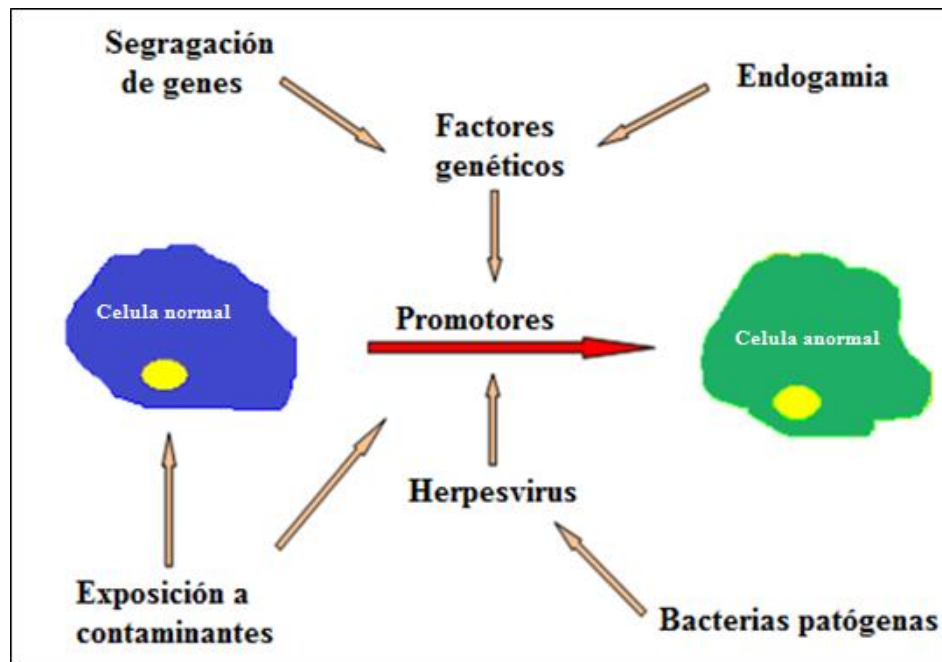 Segragación
de genes
Endogamia
Factores
genéticos
Celula normal
Promotores
Celula anormal
Herpesvirus
Exposición a
contaminantes
Bacterias patógenas